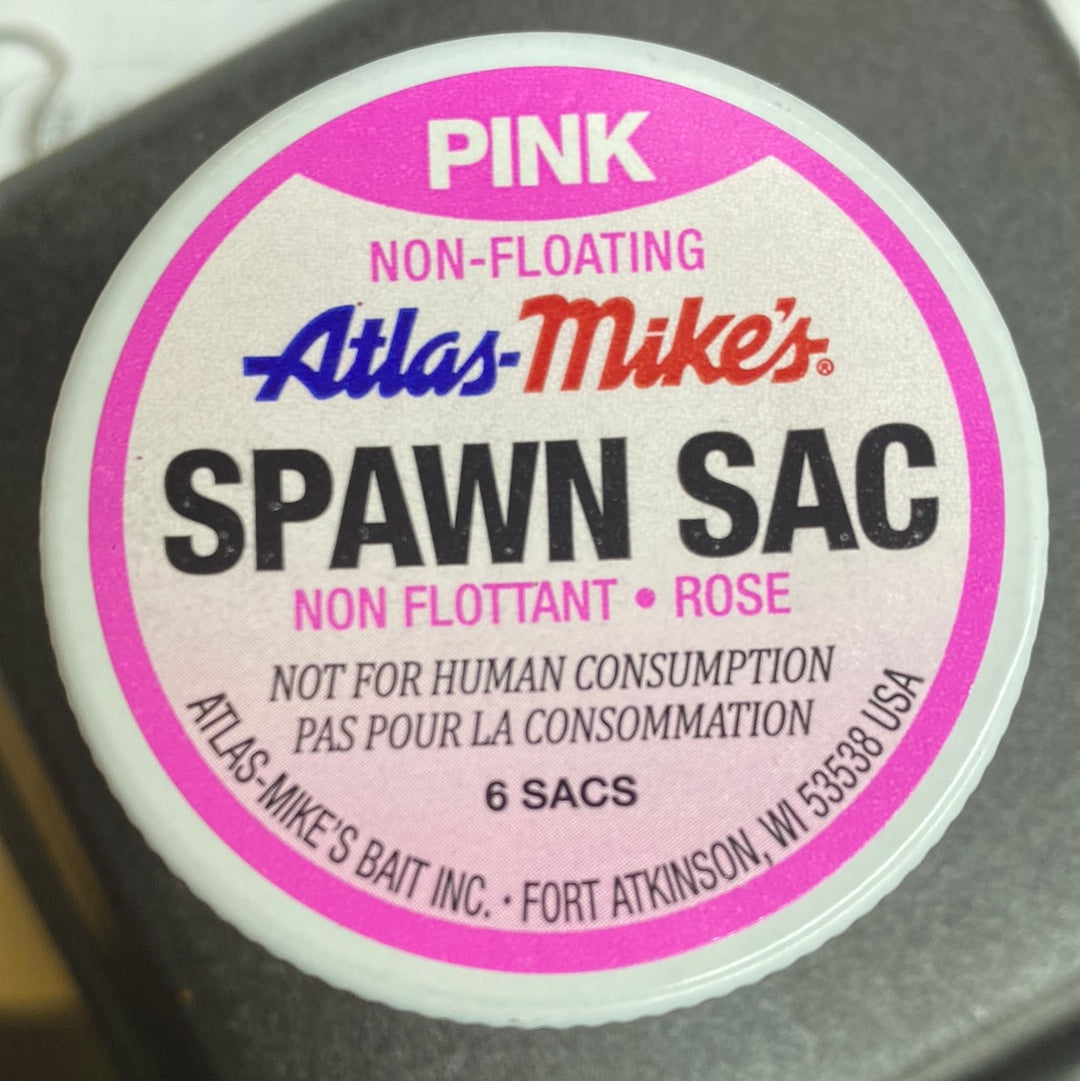 PINK
NON-FLOATING
Atlas-Mike's®
SPAWN SAC
NON FLOTTANT • ROSE
NOT FOR HUMAN CONSUMPTION
PAS POUR LA CONSOMMATION
6 SACS
ATLAS-MIKE'S BAIT INC. · FORT ATKINSON, WI 53538 USA